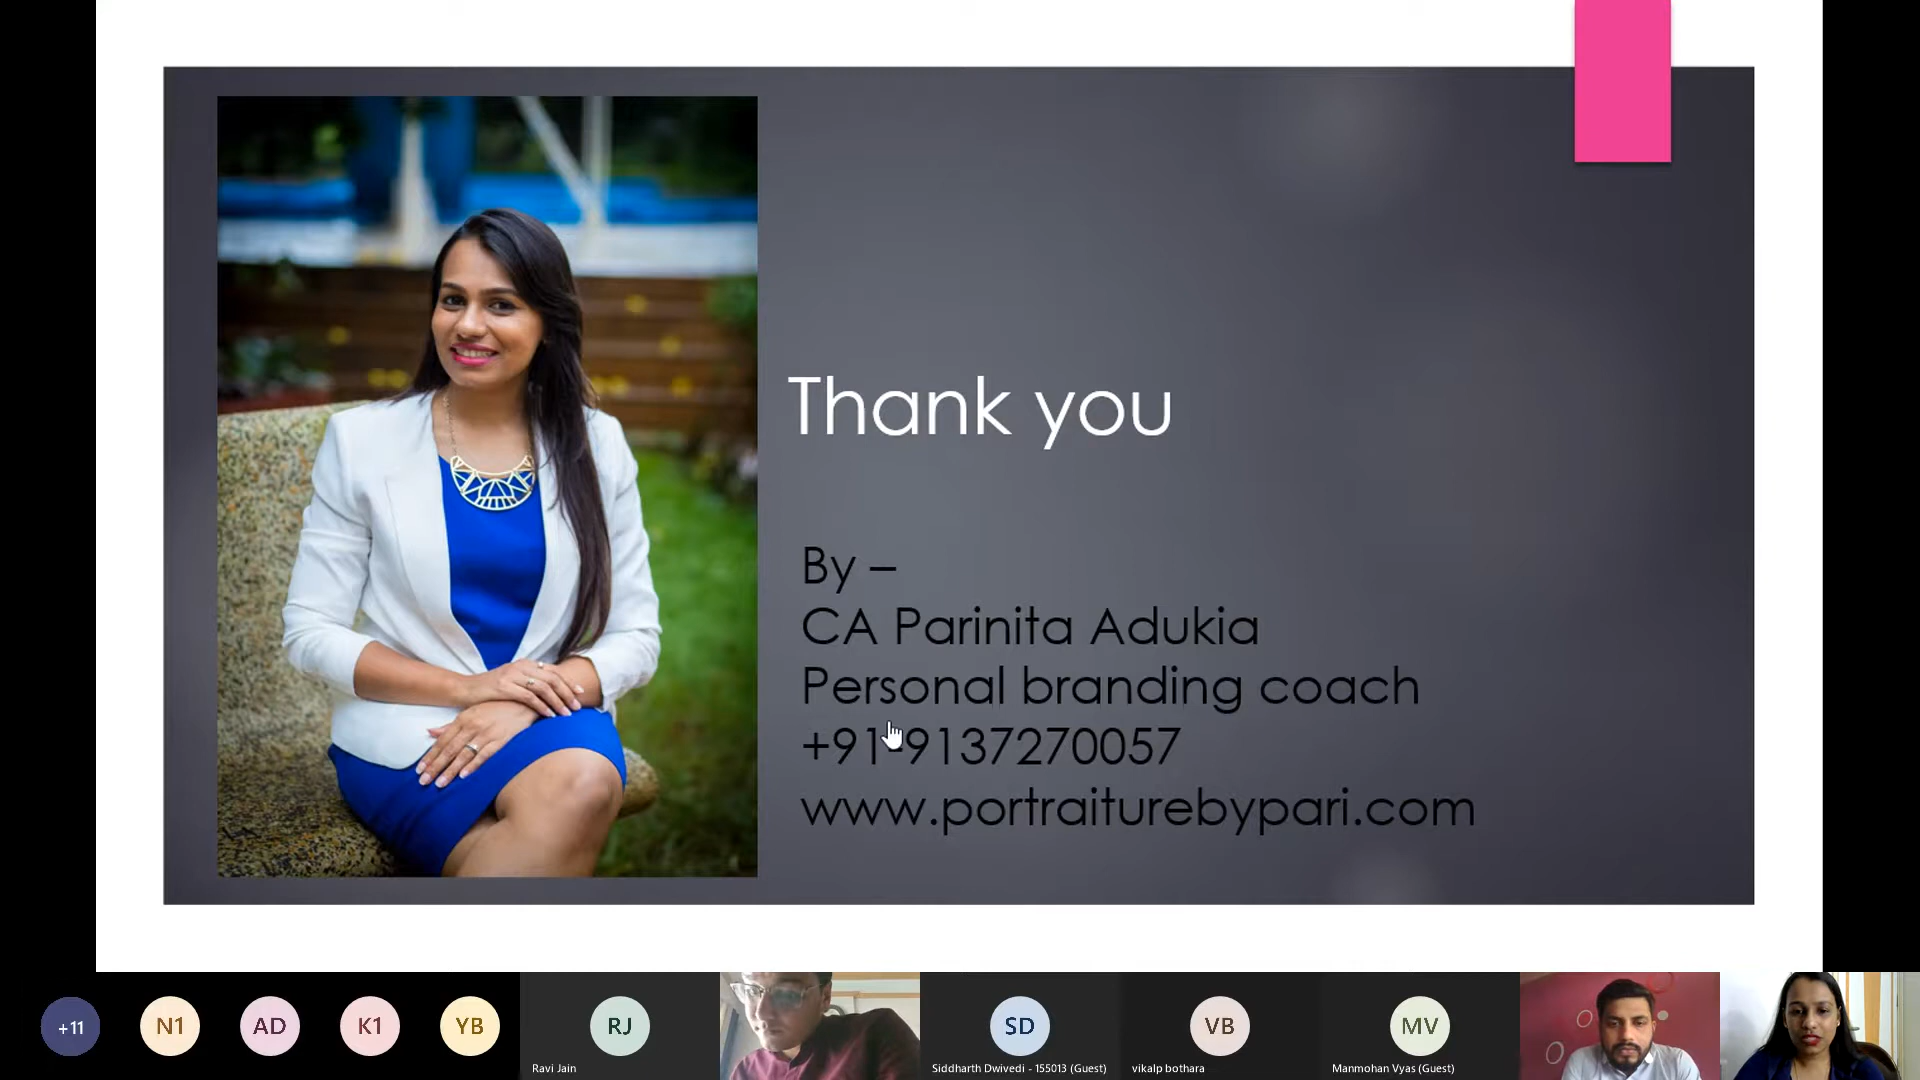 Thank you
By –
CA Parinita Adukia
Personal branding coach
+91-9137270057
www.portraiturebypari.com
+11
N1
AD
K1
YB
RJ
SD
VB
MV
Ravi Jain
Siddharth Dwivedi - 155013 (Guest)
vikalp bothara
Manmohan Vyas (Guest)